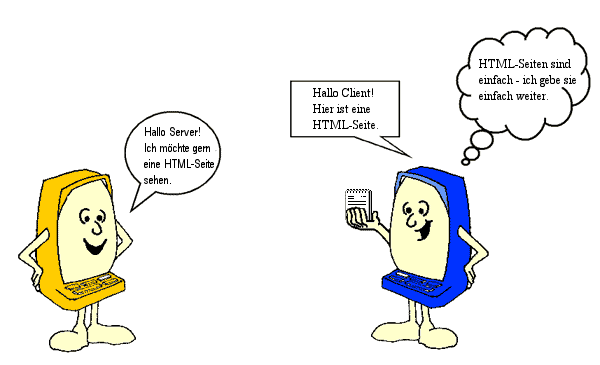 Hallo Server!
Ich möchte gern
eine HTML-Seite
sehen.
Hallo Client!
Hier ist eine
HTML-Seite.
HTML-Seiten sind
einfach - ich gebe sie
einfach weiter.